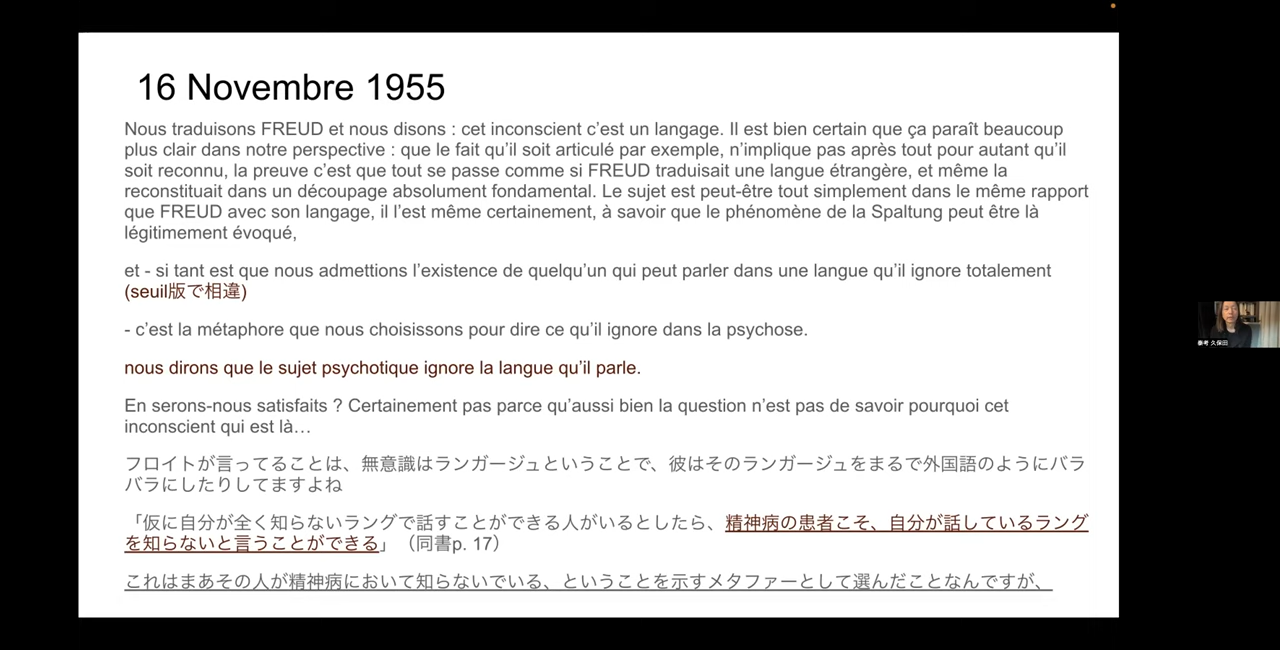 16 Novembre 1955
Nous traduisons FREUD et nous disons : cet inconscient c’est un langage. Il est bien certain que ça paraît beaucoup
plus clair dans notre perspective : que le fait qu’il soit articulé par exemple, n’implique pas après tout pour autant qu’il
soit reconnu, la preuve c’est que tout se passe comme si FREUD traduisait une langue étrangère, et même la
reconstituait dans un découpage absolument fondamental. Le sujet est peut-être tout simplement dans le même rapport
que FREUD avec son langage, il l’est même certainement, à savoir que le phénomène de la Spaltung peut être là
légitimement évoqué,
et - si tant est que nous admettions l’existence de quelqu’un qui peut parler dans une langue qu’il ignore totalement
(seuil版で相違)
- c’est la métaphore que nous choisissons pour dire ce qu’il ignore dans la psychose.
nous dirons que le sujet psychotique ignore la langue qu’il parle.
En serons-nous satisfaits ? Certainement pas parce qu’aussi bien la question n’est pas de savoir pourquoi cet
inconscient qui est là…
フロイトが言ってることは、無意識はランガージュということで、彼はそのランガージュをまるで外国語のようにバラ
バラにしたりしてますよね
「仮に自分が全く知らないラングで話すことができる人がいるとしたら、精神病の患者こそ、自分が話しているラング
を知らないと言うことができる」（同書p. 17）
これはまあその人が精神病において知らないでいる、ということを示すメタファーとして選んだことなんですが、
泰考 久保田